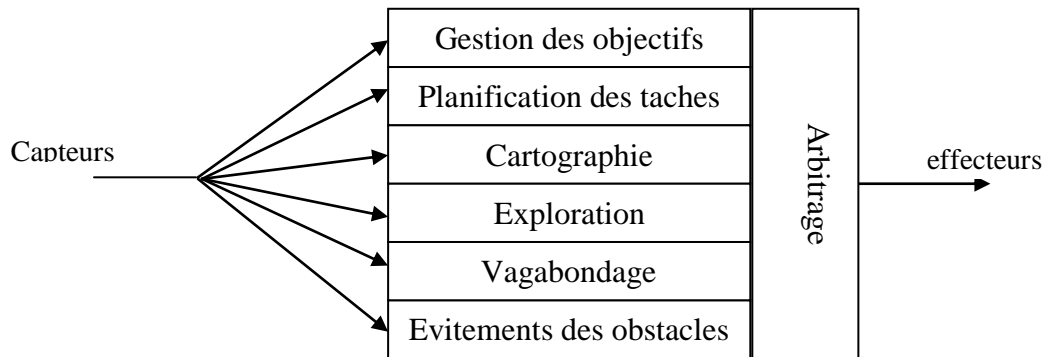 Capteurs
Gestion des objectifs
Planification des taches
Cartographie
Exploration
Vagabondage
Evitements des obstacles
Arbitrage
effecteurs